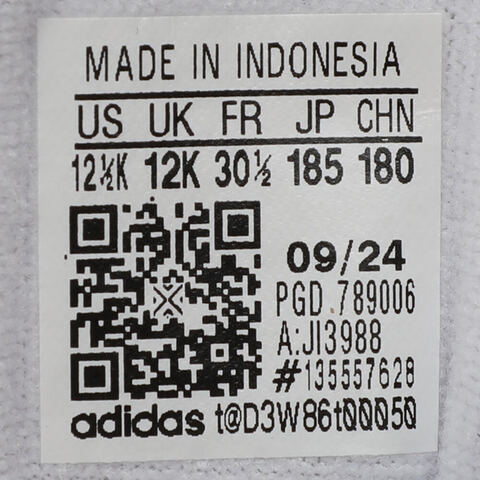 MADE IN INDONESIA
US UK FR JP CHN
12½K 12K 30½ 185 180
09/24
PGD 789006
A:JI3988
#135557628
adidas t@D3W86t00050